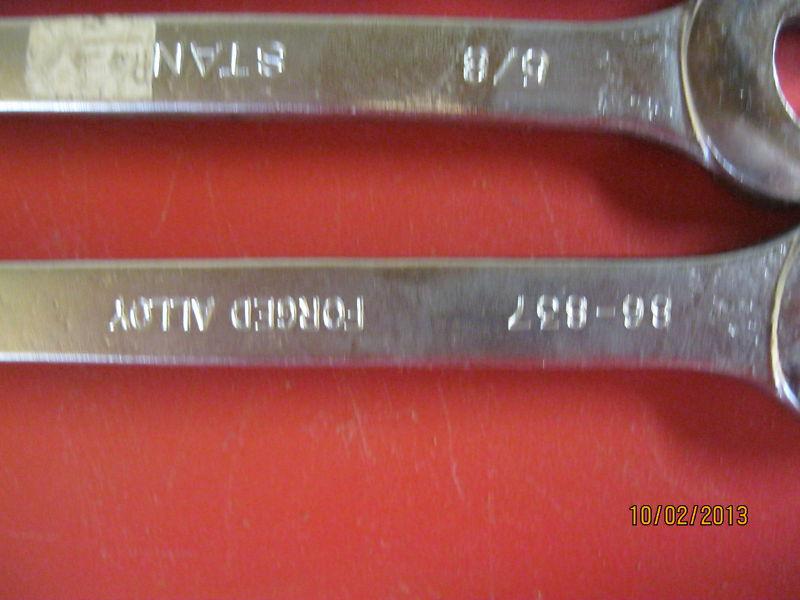 5/8 STAN
86-837 FORGED ALLOY
10/02/2013